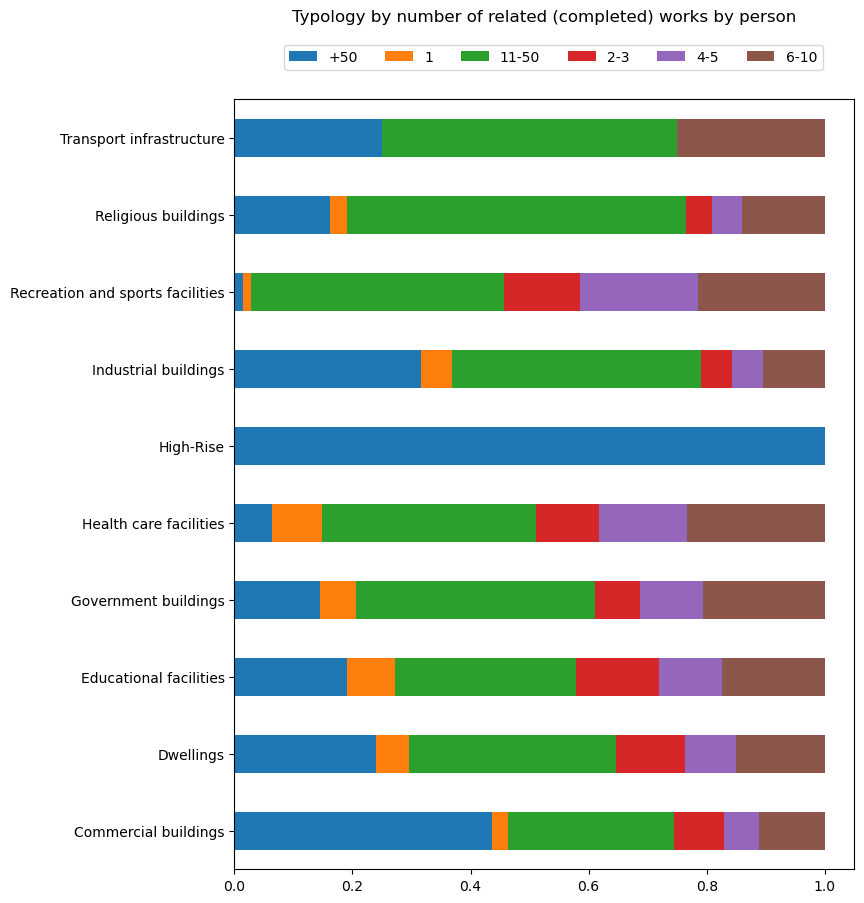 Typology by number of related (completed) works by person
+50 1 11-50 2-3 4-5 6-10
Transport infrastructure
Religious buildings
Recreation and sports facilities
Industrial buildings
High-Rise
Health care facilities
Government buildings
Educational facilities
Dwellings
Commercial buildings
0.0 0.2 0.4 0.6 0.8 1.0